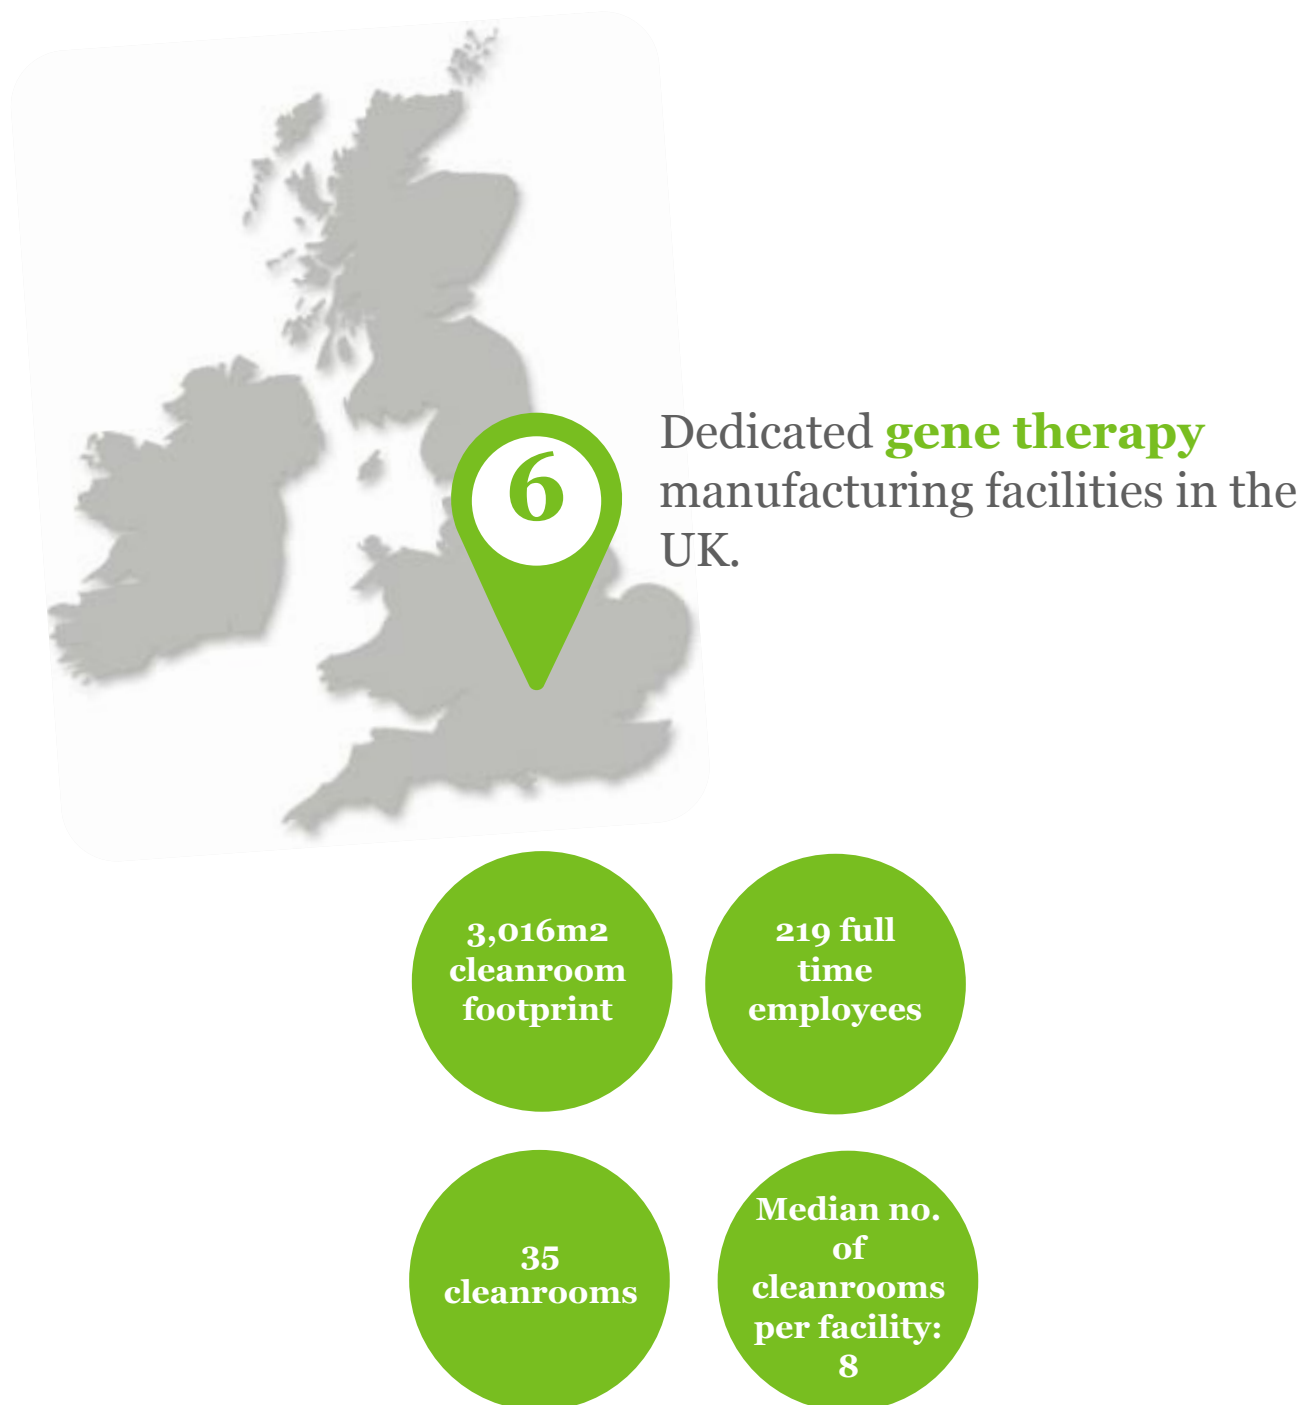 6
Dedicated gene therapy
manufacturing facilities in the
UK.
3,016m2
cleanroom
footprint
219 full
time
employees
35
cleanrooms
Median no.
of
cleanrooms
per facility:
8